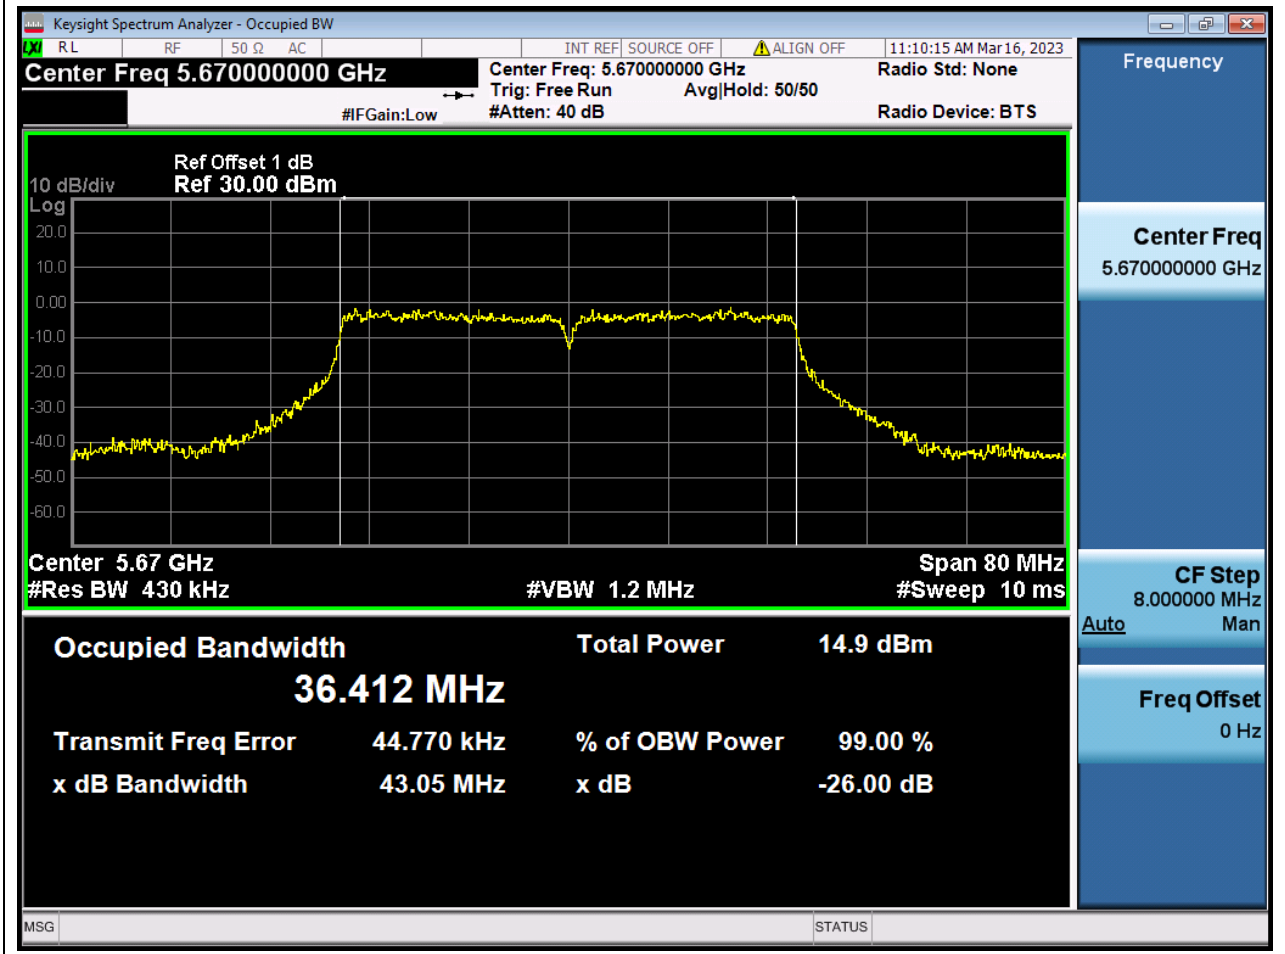 Keysight Spectrum Analyzer - Occupied BW
LXI RL RF 50 Ω AC INT REF SOURCE OFF ALIGN OFF 11:10:15 AM Mar 16, 2023
Center Freq 5.670000000 GHz
Center Freq: 5.670000000 GHz
Radio Std: None
Trig: Free Run Avg|Hold: 50/50
#IFGain:Low
#Atten: 40 dB
Radio Device: BTS
Ref Offset 1 dB
10 dB/div Ref 30.00 dBm
Log
20.0
10.0
0.00
-10.0
-20.0
-30.0
-40.0
-50.0
-60.0
Center 5.67 GHz Span 80 MHz
#Res BW 430 kHz #VBW 1.2 MHz #Sweep 10 ms
Occupied Bandwidth Total Power 14.9 dBm
36.412 MHz
Transmit Freq Error 44.770 kHz % of OBW Power 99.00 %
x dB Bandwidth 43.05 MHz x dB -26.00 dB
Frequency
Center Freq
5.670000000 GHz
CF Step
8.000000 MHz
Auto Man
Freq Offset
0 Hz
MSG STATUS